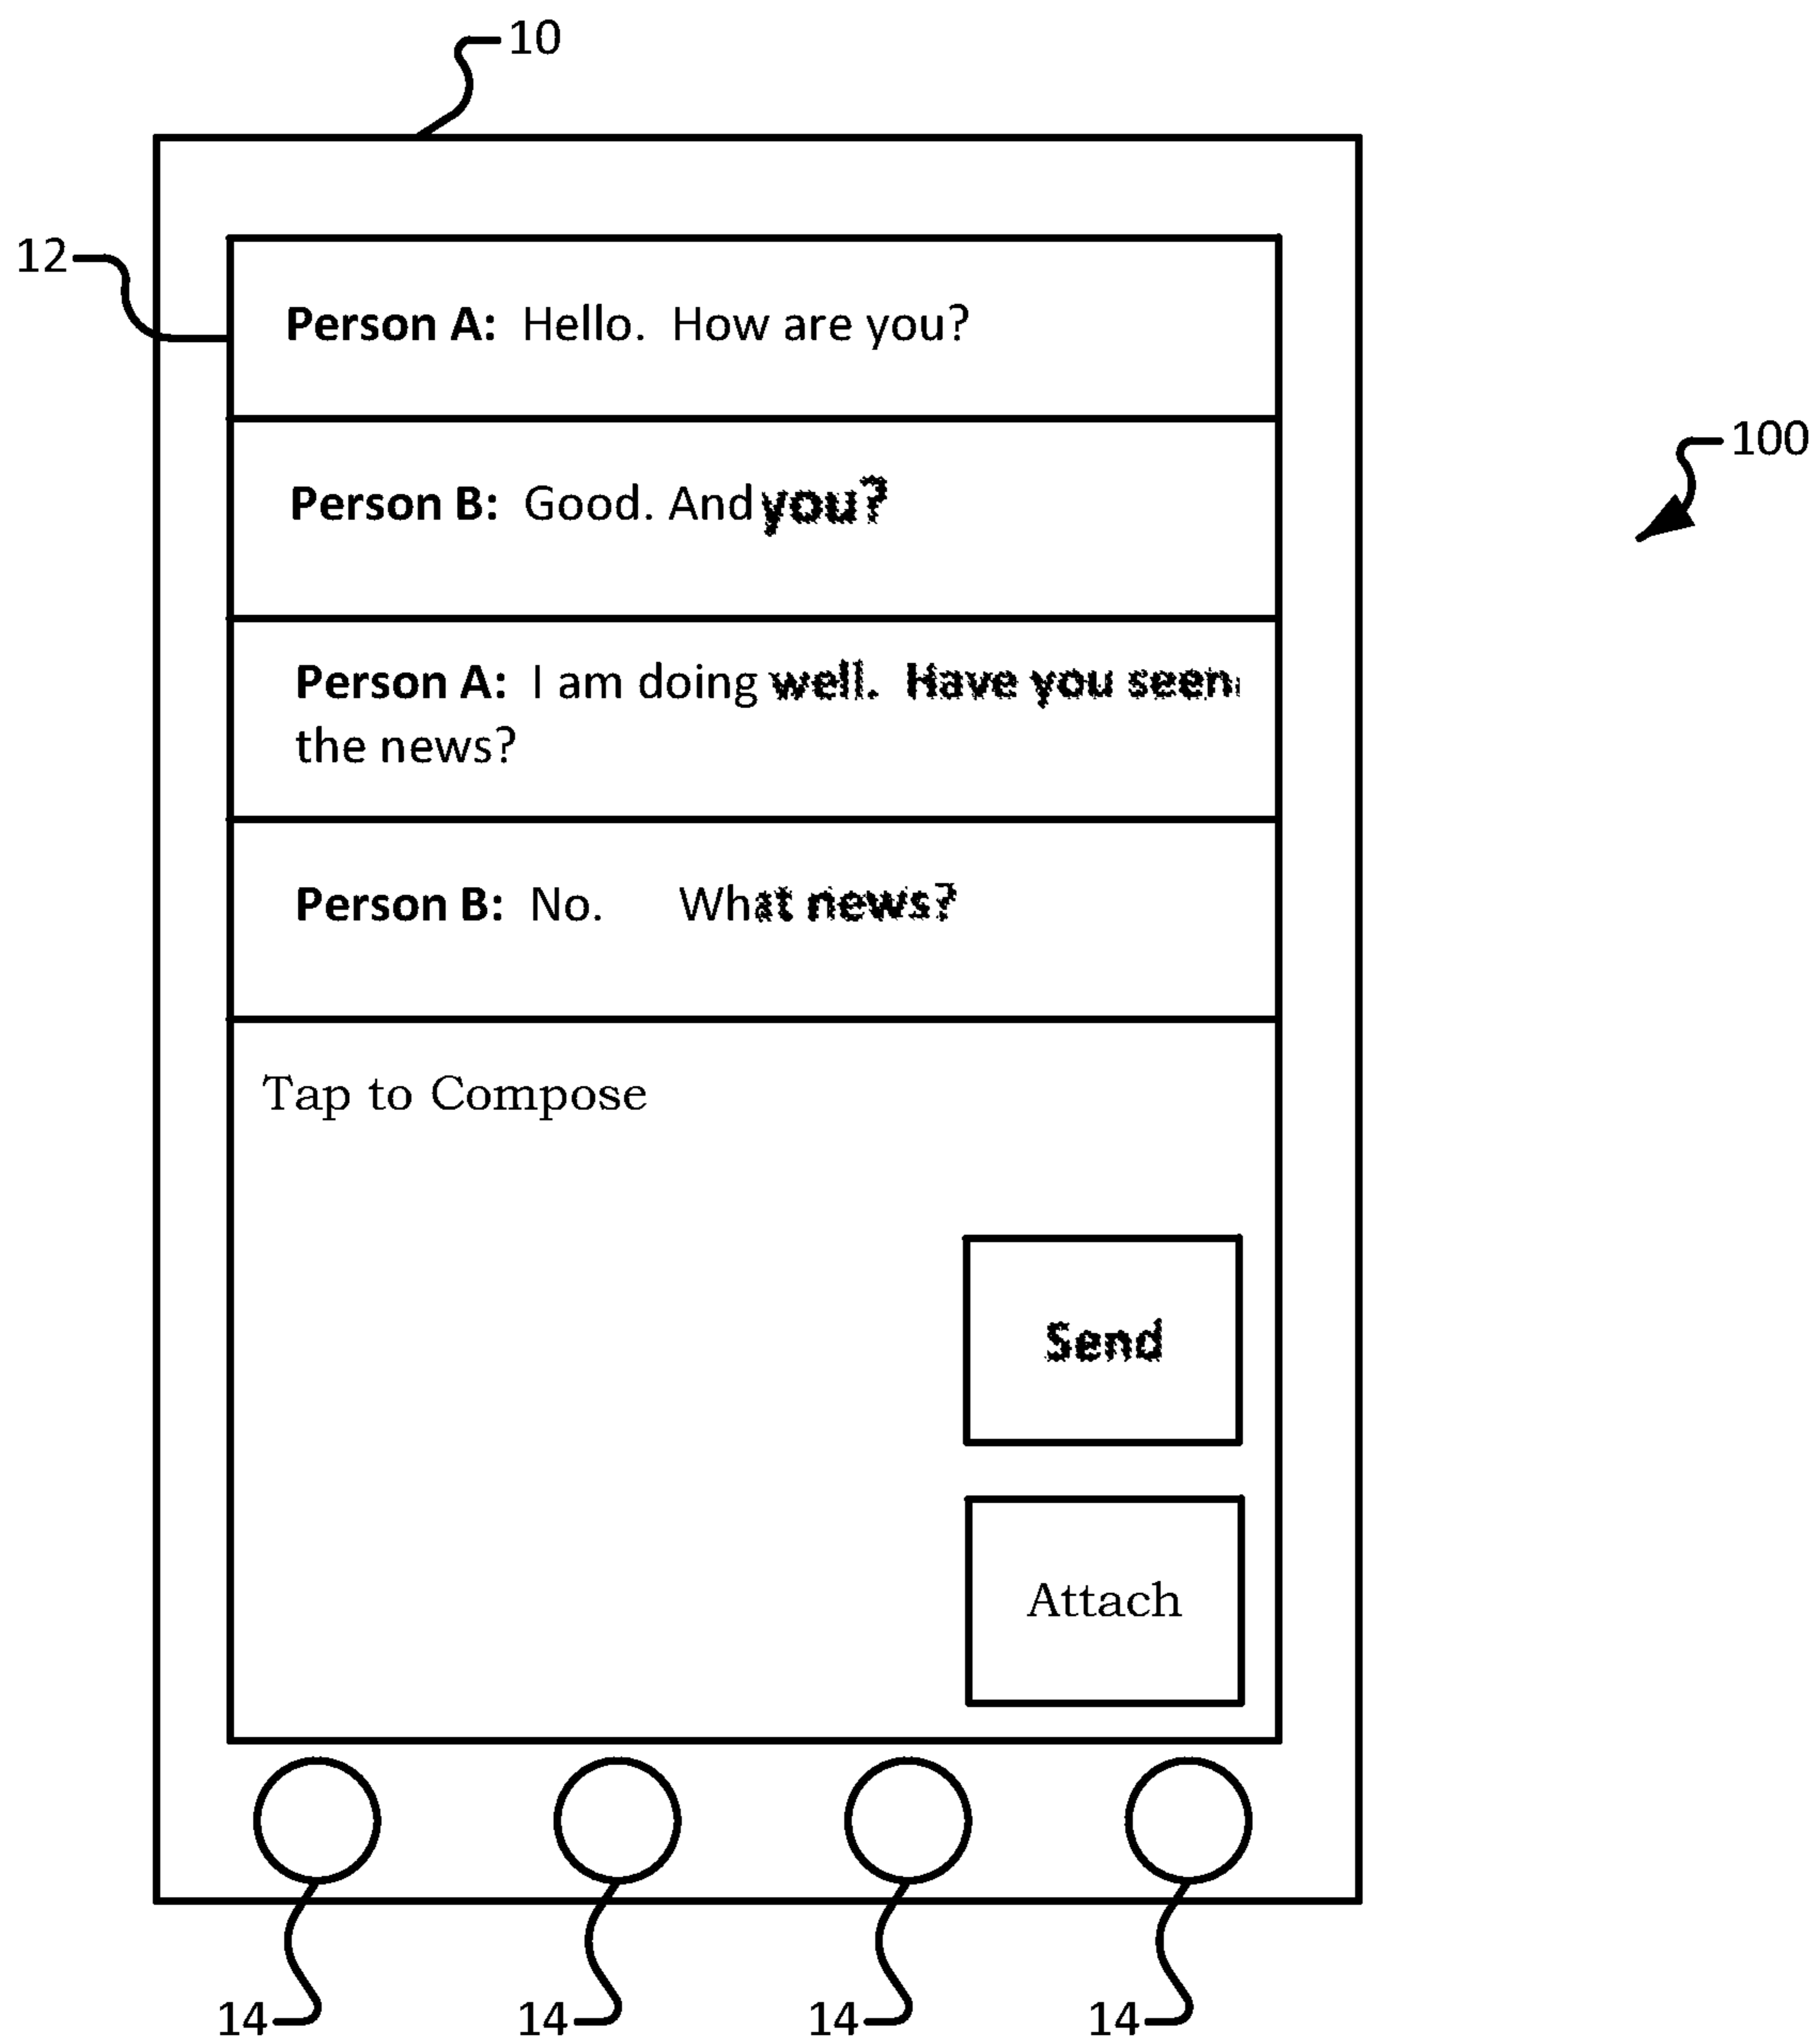 10
12
Person A: Hello. How are you?
100
Person B: Good. And you?
Person A: I am doing well. Have you seen
the news?
Person B: No. What news?
Tap to Compose
Send
Attach
14 14 14 14